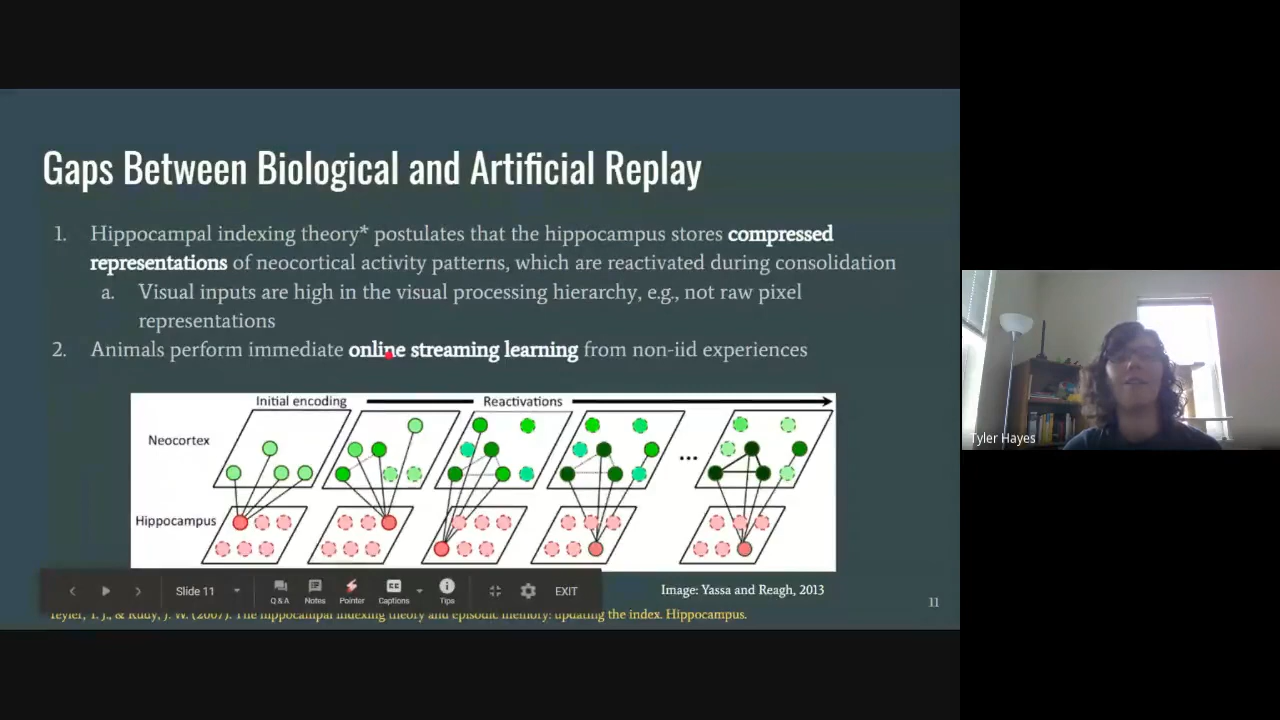 Gaps Between Biological and Artificial Replay
1. Hippocampal indexing theory* postulates that the hippocampus stores compressed
representations of neocortical activity patterns, which are reactivated during consolidation
a. Visual inputs are high in the visual processing hierarchy, e.g., not raw pixel
representations
2. Animals perform immediate online streaming learning from non-iid experiences
Initial encoding
Reactivations
Neocortex
...
Hippocampus
Slide 11
Q&A
Notes
Pointer
Captions
Tips
EXIT
Image: Yassa and Reagh, 2013
11
Teyler, T. J., & Rudy, J. W. (2007). The hippocampal indexing theory and episodic memory: updating the index. Hippocampus.
Tyler Hayes